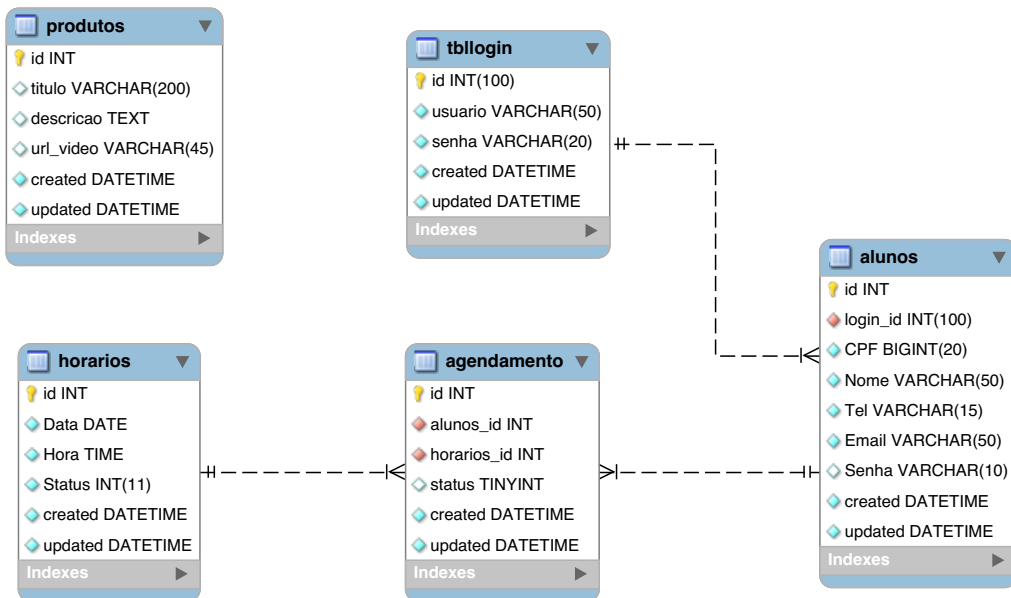 produtos
id INT
titulo VARCHAR(200)
descricao TEXT
url_video VARCHAR(45)
created DATETIME
updated DATETIME
Indexes
tbllogin
id INT(100)
usuario VARCHAR(50)
senha VARCHAR(20)
created DATETIME
updated DATETIME
Indexes
alunos
id INT
login_id INT(100)
CPF BIGINT(20)
Nome VARCHAR(50)
Tel VARCHAR(15)
Email VARCHAR(50)
Senha VARCHAR(10)
created DATETIME
updated DATETIME
Indexes
horarios
id INT
Data DATE
Hora TIME
Status INT(11)
created DATETIME
updated DATETIME
Indexes
agendamento
id INT
alunos_id INT
horarios_id INT
status TINYINT
created DATETIME
updated DATETIME
Indexes